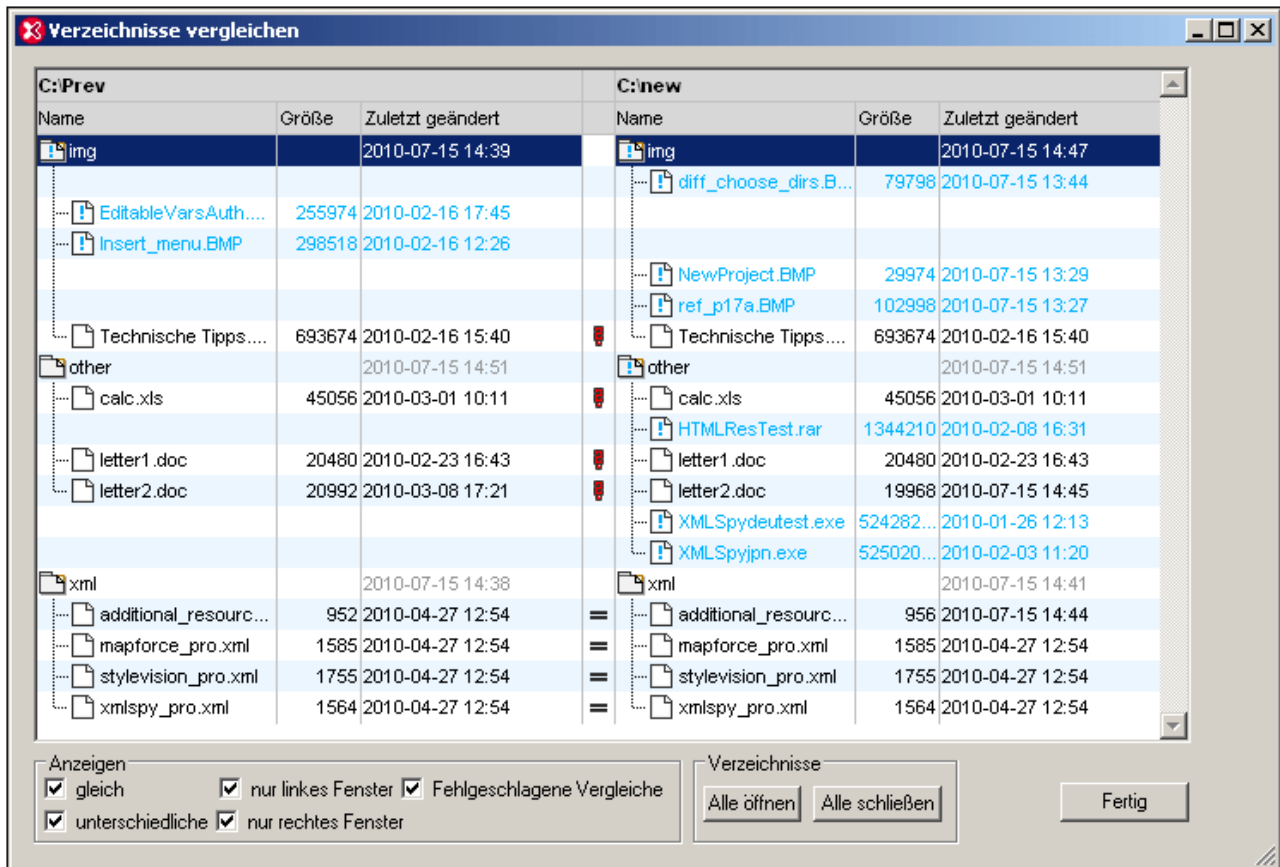 Verzeichnisse vergleichen
C:\Prev C:\new
Name Größe Zuletzt geändert Name Größe Zuletzt geändert
img 2010-07-15 14:39 img 2010-07-15 14:47
diff_choose_dirs.B... 79798 2010-07-15 13:44
EditableVarsAuth.... 255974 2010-02-16 17:45
Insert_menu.BMP 298518 2010-02-16 12:26
NewProject.BMP 29974 2010-07-15 13:29
ref_p17a.BMP 102998 2010-07-15 13:27
Technische Tipps.... 693674 2010-02-16 15:40 Technische Tipps.... 693674 2010-02-16 15:40
other 2010-07-15 14:51 other 2010-07-15 14:51
calc.xls 45056 2010-03-01 10:11 calc.xls 45056 2010-03-01 10:11
HTMLResTest.rar 1344210 2010-02-08 16:31
letter1.doc 20480 2010-02-23 16:43 letter1.doc 20480 2010-02-23 16:43
letter2.doc 20992 2010-03-08 17:21 letter2.doc 19968 2010-07-15 14:45
XMLSpydeutest.exe 524282... 2010-01-26 12:13
XMLSpyjpn.exe 525020... 2010-02-03 11:20
xml 2010-07-15 14:38 xml 2010-07-15 14:41
additional_resourc... 952 2010-04-27 12:54 = additional_resourc... 956 2010-07-15 14:44
mapforce_pro.xml 1585 2010-04-27 12:54 = mapforce_pro.xml 1585 2010-04-27 12:54
stylevision_pro.xml 1755 2010-04-27 12:54 = stylevision_pro.xml 1755 2010-04-27 12:54
xmlspy_pro.xml 1564 2010-04-27 12:54 = xmlspy_pro.xml 1564 2010-04-27 12:54
Anzeigen Verzeichnisse
gleich nur linkes Fenster Fehlgeschlagene Vergleiche
Alle öffnen Alle schließen Fertig
unterschiedliche nur rechtes Fenster